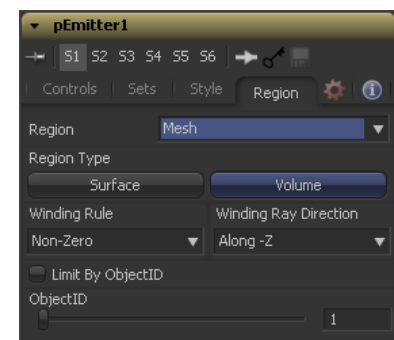 pEmitter1
S1 S2 S3 S4 S5 S6
Controls Sets Style Region
Region Mesh
Region Type
Surface Volume
Winding Rule Winding Ray Direction
Non-Zero Along -Z
Limit By ObjectID
ObjectID
1